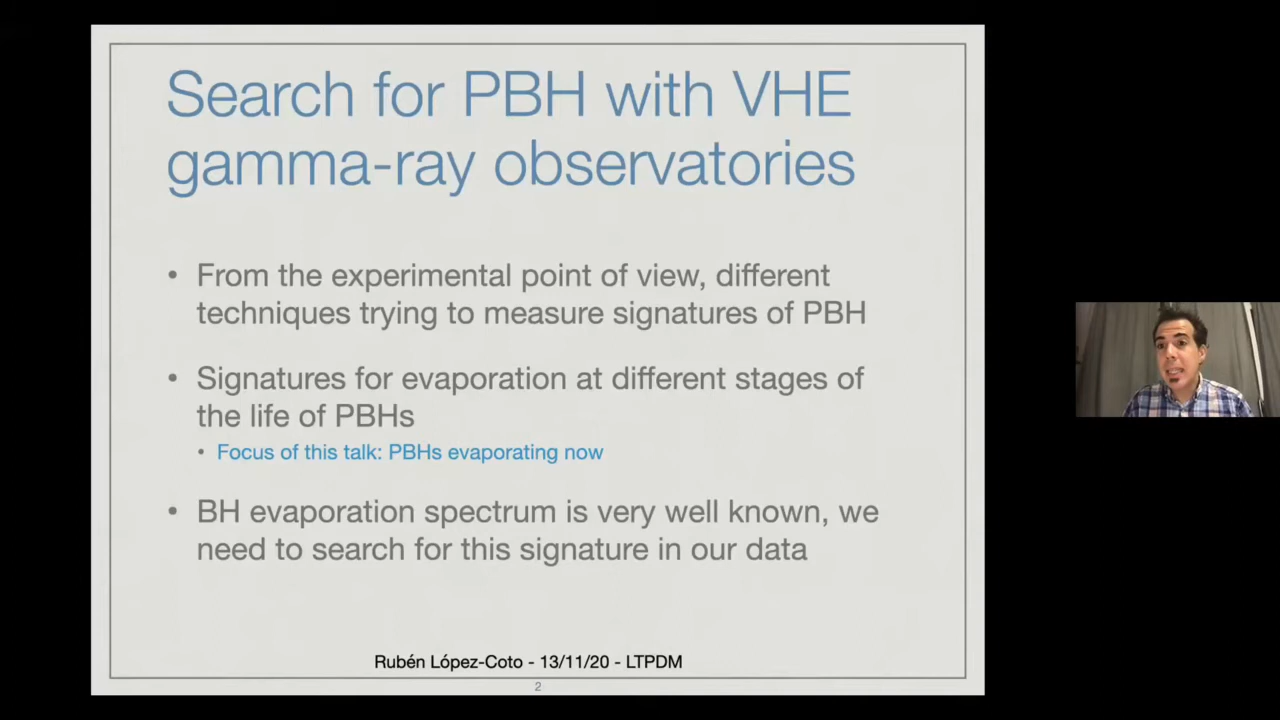 Search for PBH with VHE
gamma-ray observatories
• From the experimental point of view, different
techniques trying to measure signatures of PBH
• Signatures for evaporation at different stages of
the life of PBHs
• Focus of this talk: PBHs evaporating now
• BH evaporation spectrum is very well known, we
need to search for this signature in our data
Rubén López-Coto - 13/11/20 - LTPDM
2